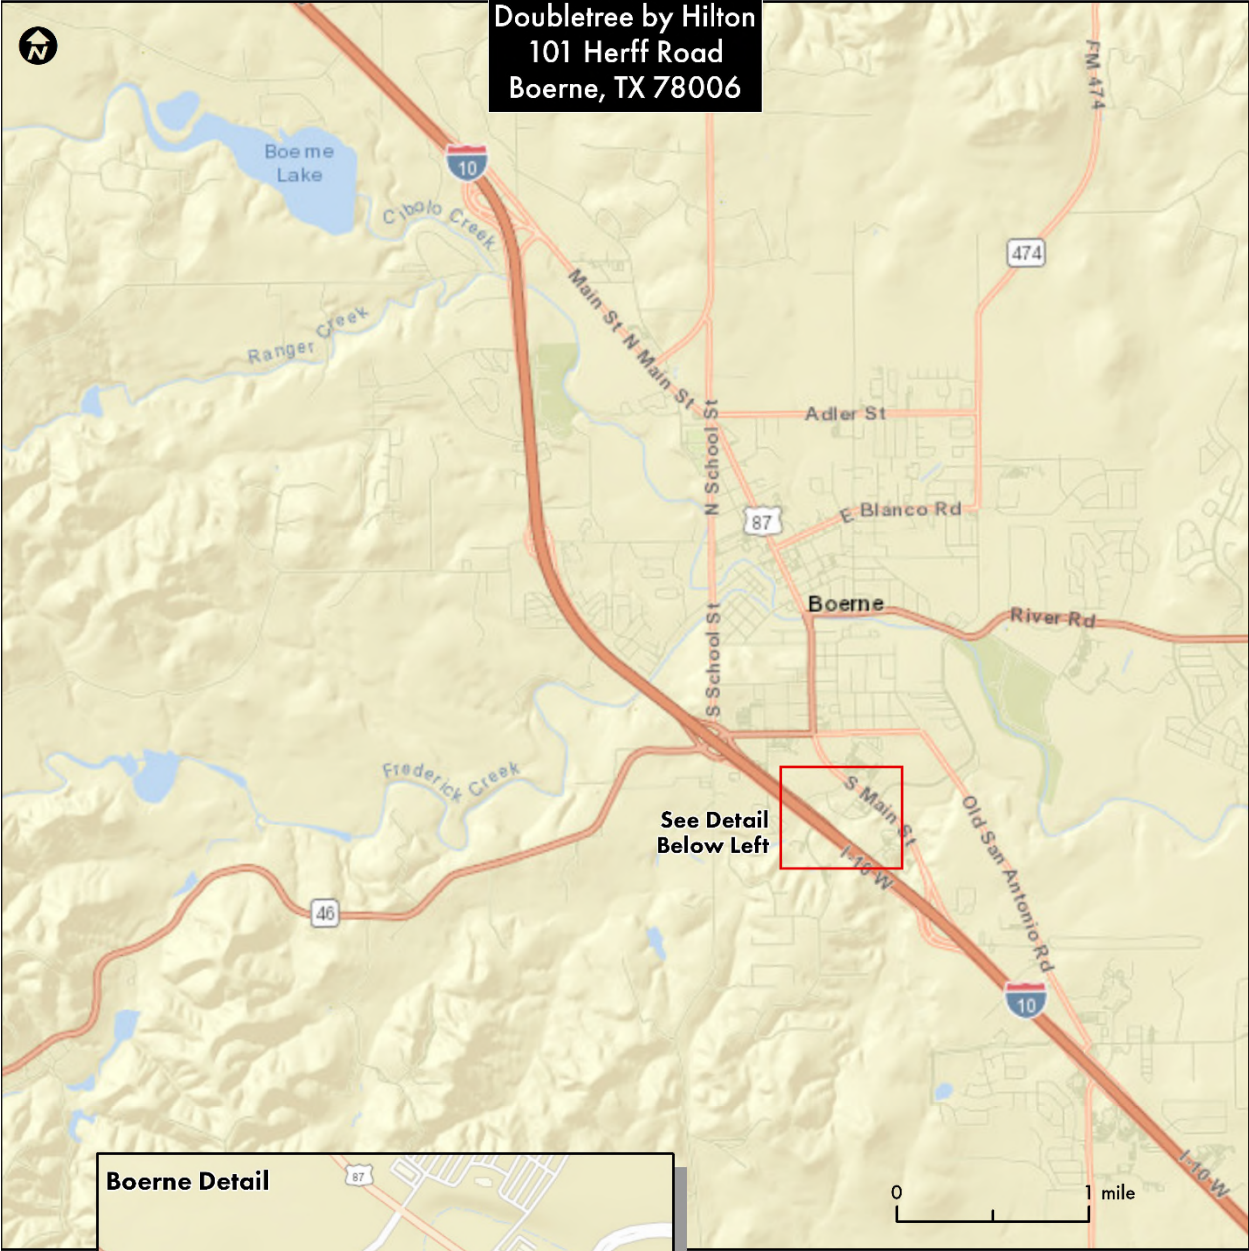 Doubletree by Hilton
101 Herff Road
Boerne, TX 78006
N
FM 474
10
Boerne
Lake
Cibolo Creek
474
Main St
N Main St
Ranger Creek
Adler St
N School St
87
E Blanco Rd
Boerne
River Rd
S School St
Frederick Creek
S Main St
Old San Antonio Rd
See Detail
Below Left
I-10 W
46
10
I-10 W
Boerne Detail
87
0
1 mile